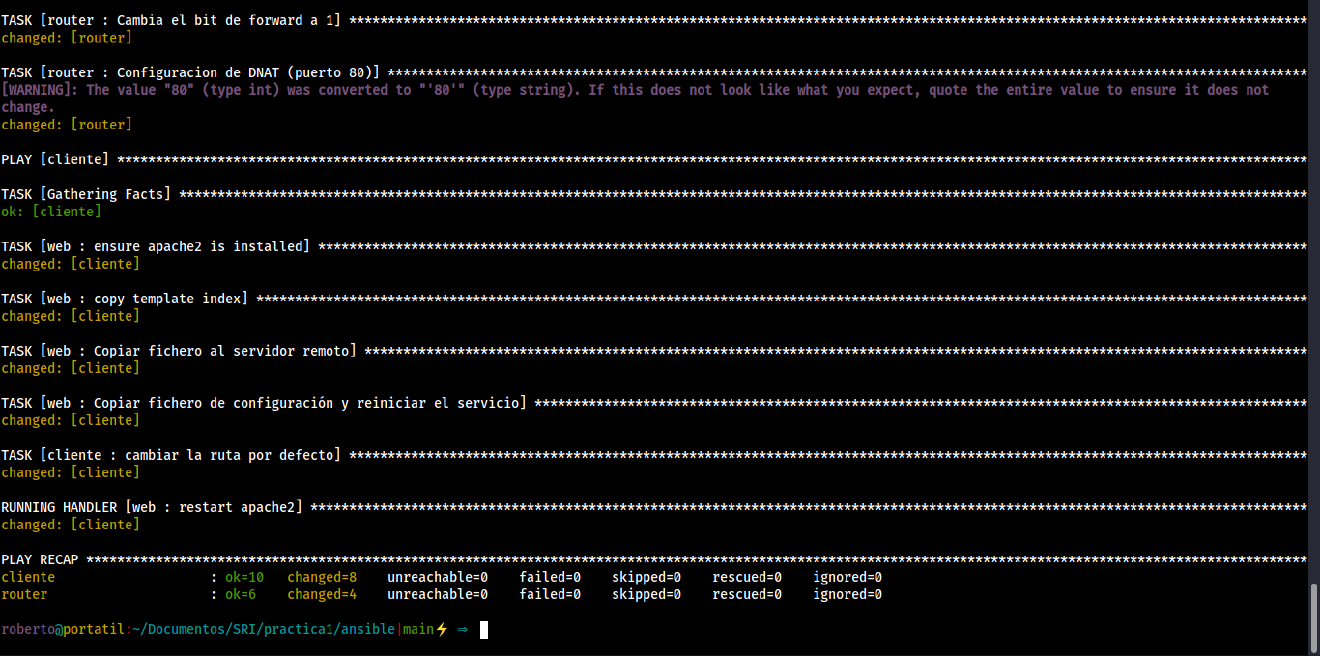 TASK [router : Cambia el bit de forward a 1] ****************************************************************************************************************************
changed: [router]
TASK [router : Configuracion de DNAT (puerto 80)] ***********************************************************************************************************************
[WARNING]: The value "80" (type int) was converted to "'80'" (type string). If this does not look like what you expect, quote the entire value to ensure it does not
change.
changed: [router]
PLAY [cliente] **********************************************************************************************************************************************************
TASK [Gathering Facts] **************************************************************************************************************************************************
ok: [cliente]
TASK [web : ensure apache2 is installed] ********************************************************************************************************************************
changed: [cliente]
TASK [web : copy template index] ****************************************************************************************************************************************
changed: [cliente]
TASK [web : Copiar fichero al servidor remoto] **************************************************************************************************************************
changed: [cliente]
TASK [web : Copiar fichero de configuración y reiniciar el servicio] ****************************************************************************************************
changed: [cliente]
TASK [cliente : cambiar la ruta por defecto] ****************************************************************************************************************************
changed: [cliente]
RUNNING HANDLER [web : restart apache2] *********************************************************************************************************************************
changed: [cliente]
PLAY RECAP **************************************************************************************************************************************************************
cliente                    : ok=10   changed=8    unreachable=0    failed=0    skipped=0    rescued=0    ignored=0
router                     : ok=6    changed=4    unreachable=0    failed=0    skipped=0    rescued=0    ignored=0
roberto@portatil:~/Documentos/SRI/practica1/ansible|main⚡ ⇒